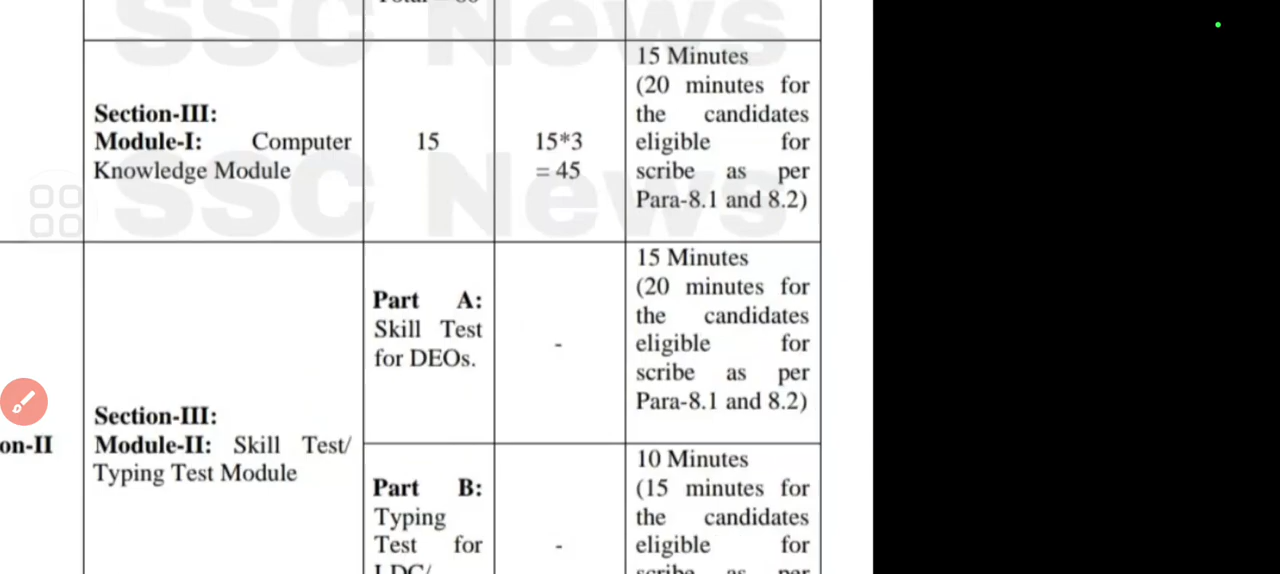 SSC News
Section-III:
Module-I: Computer
Knowledge Module
15
15*3
= 45
15 Minutes
(20 minutes for
the candidates
eligible for
scribe as per
Para-8.1 and 8.2)
SSC News
on-II
Section-III:
Module-II: Skill Test/
Typing Test Module
Part A:
Skill Test
for DEOs.
-
15 Minutes
(20 minutes for
the candidates
eligible for
scribe as per
Para-8.1 and 8.2)
Part B:
Typing
Test for
LDC/
-
10 Minutes
(15 minutes for
the candidates
eligible for
scribe as per